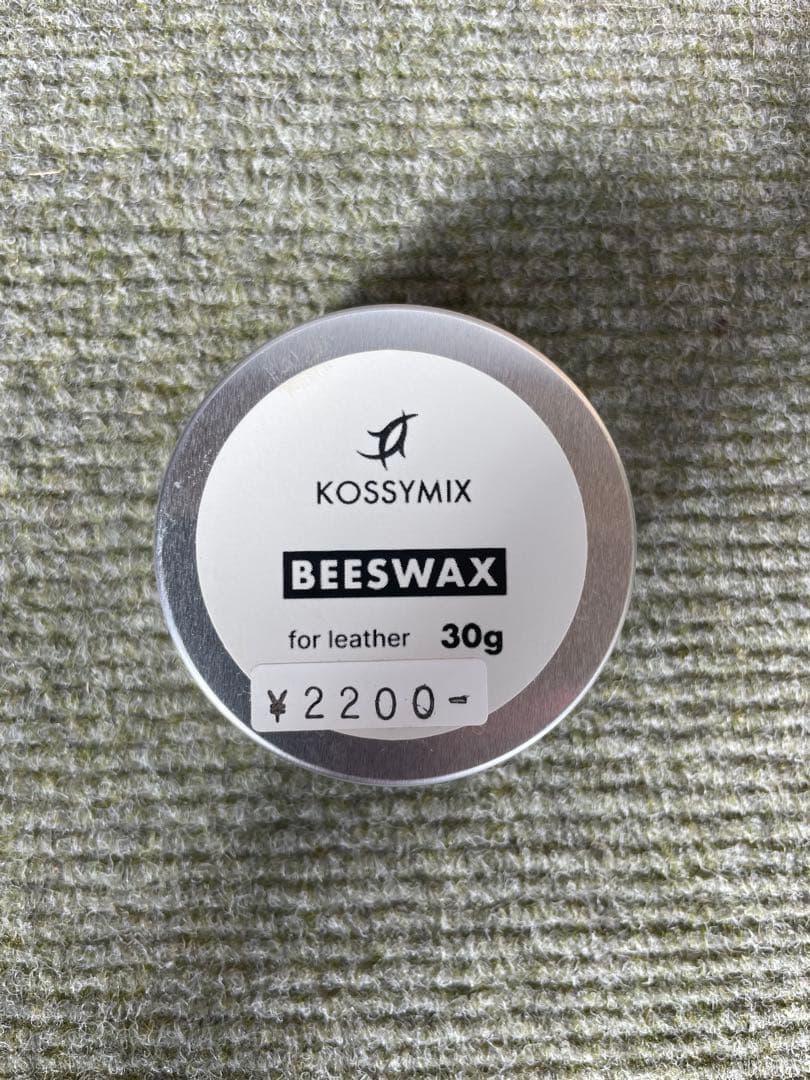 KOSSYMIX
BEESWAX
for leather 30g
¥2200-